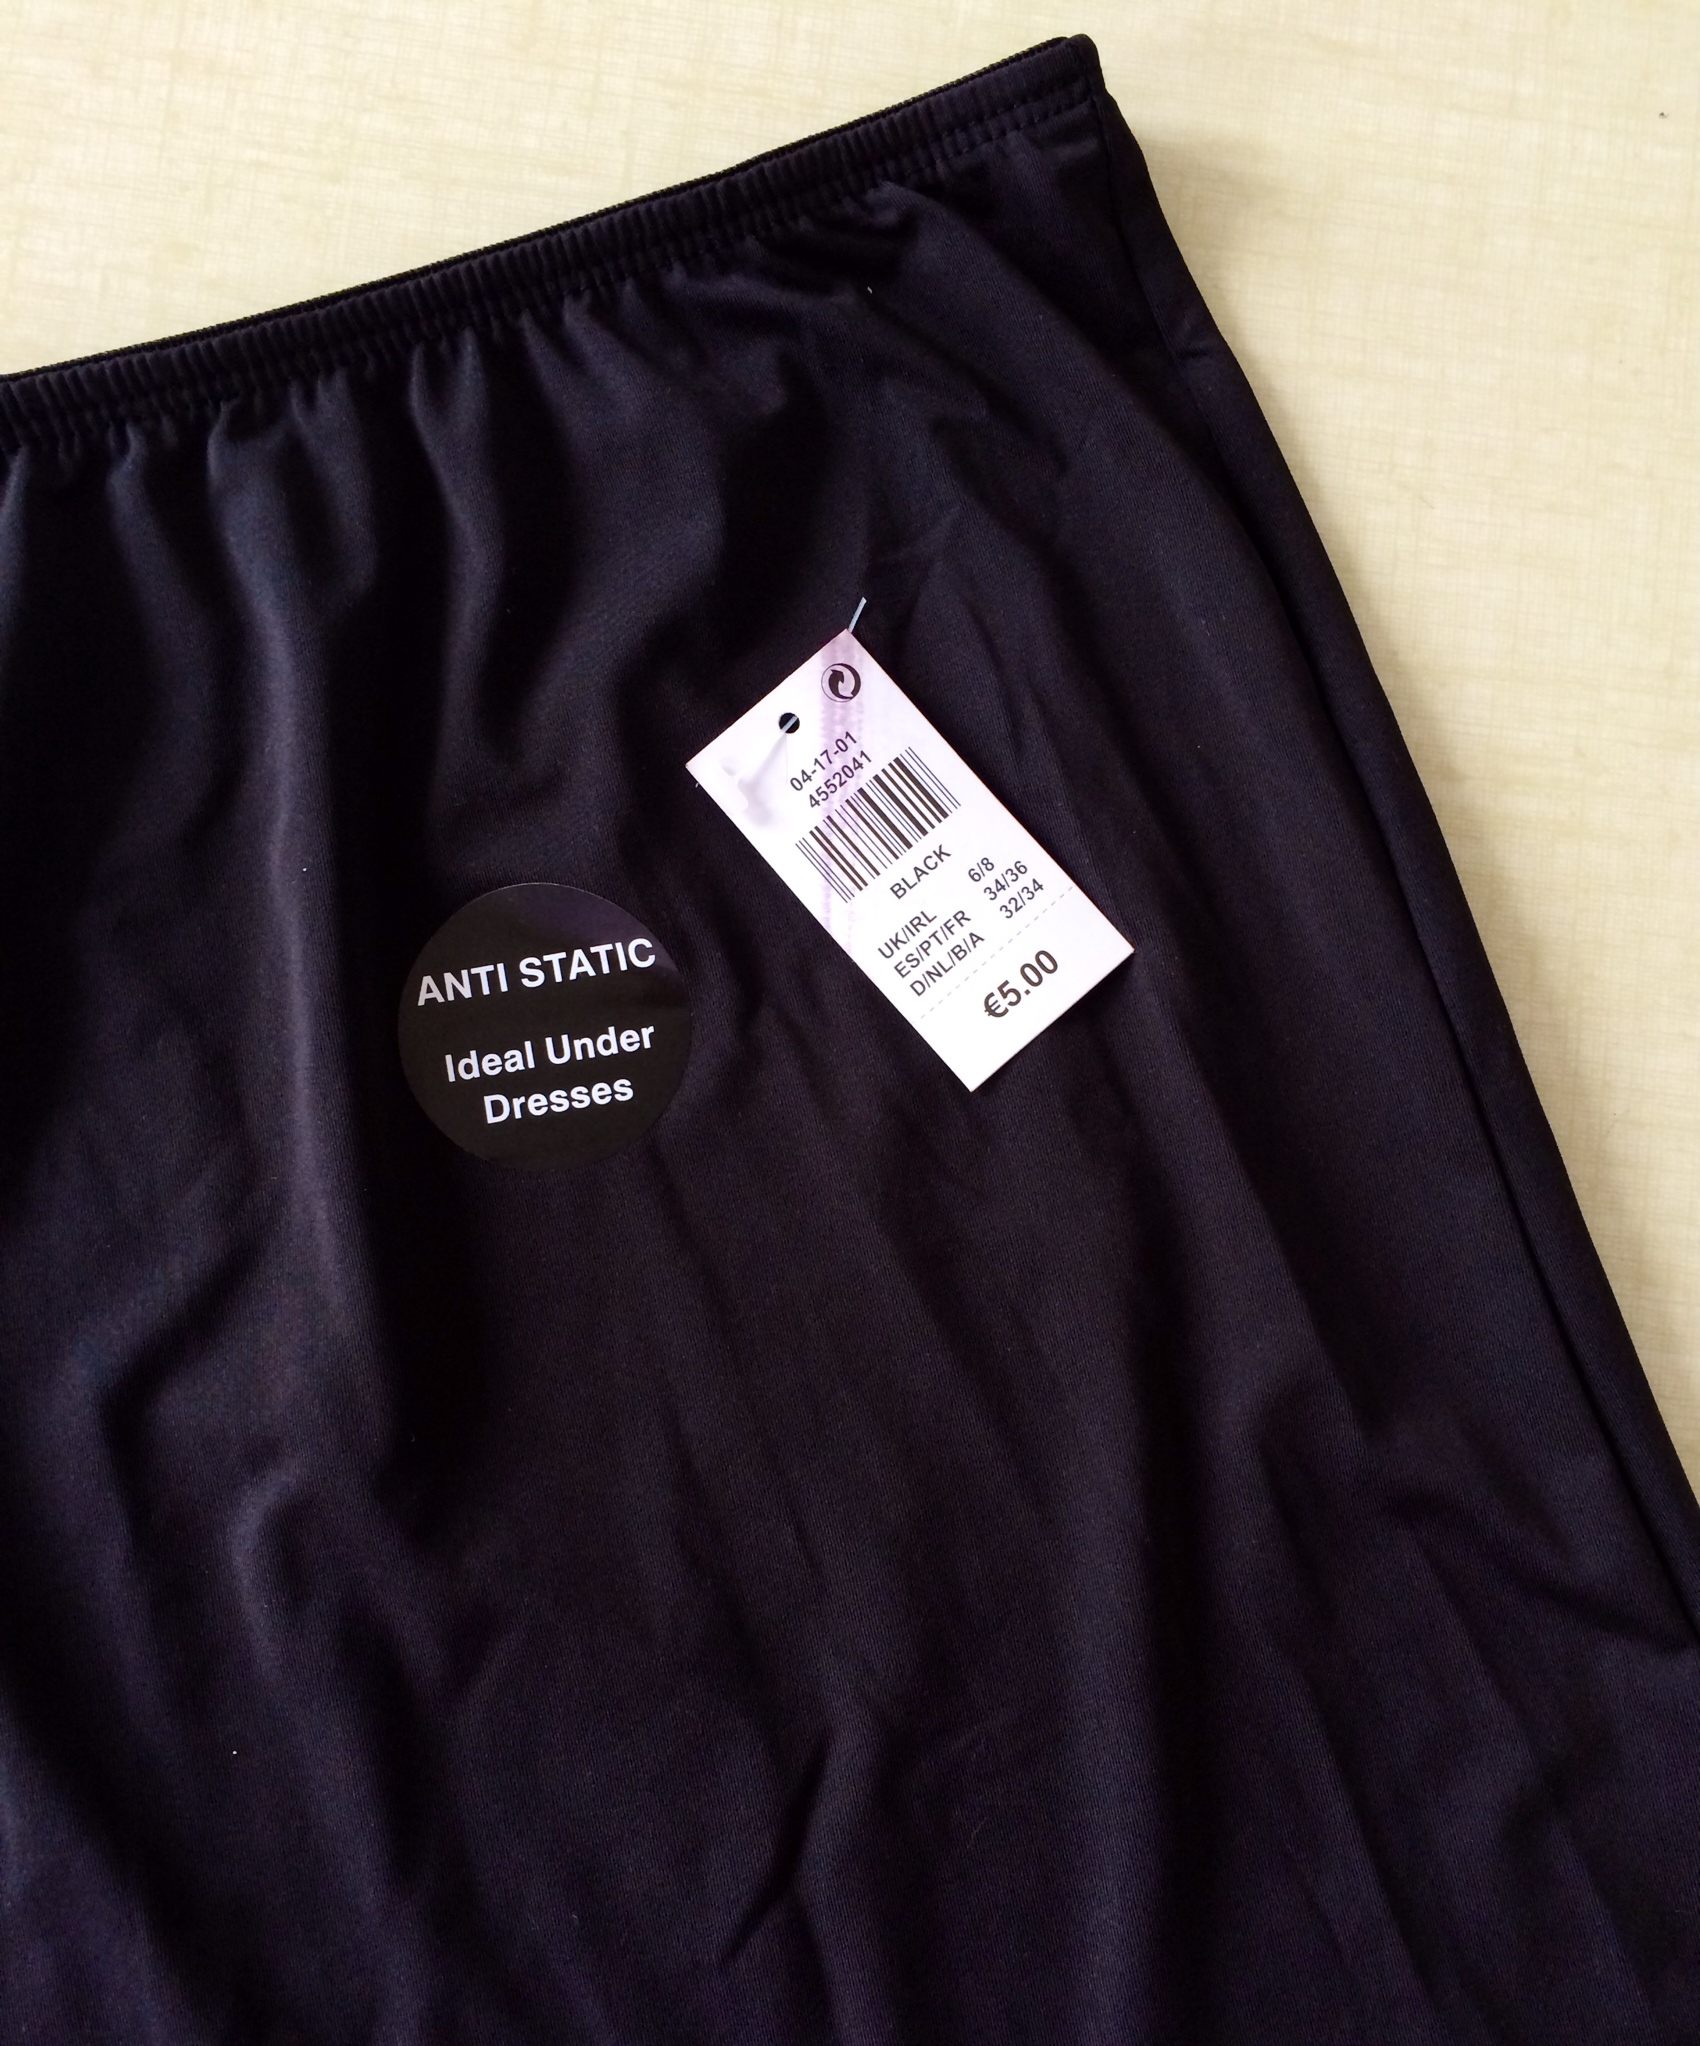 ANTI STATIC
Ideal Under
Dresses
04-17-01
4552041
BLACK
UK/IRL 6/8
ES/PT/FR 34/36
D/NL/B/A 32/34
€5.00